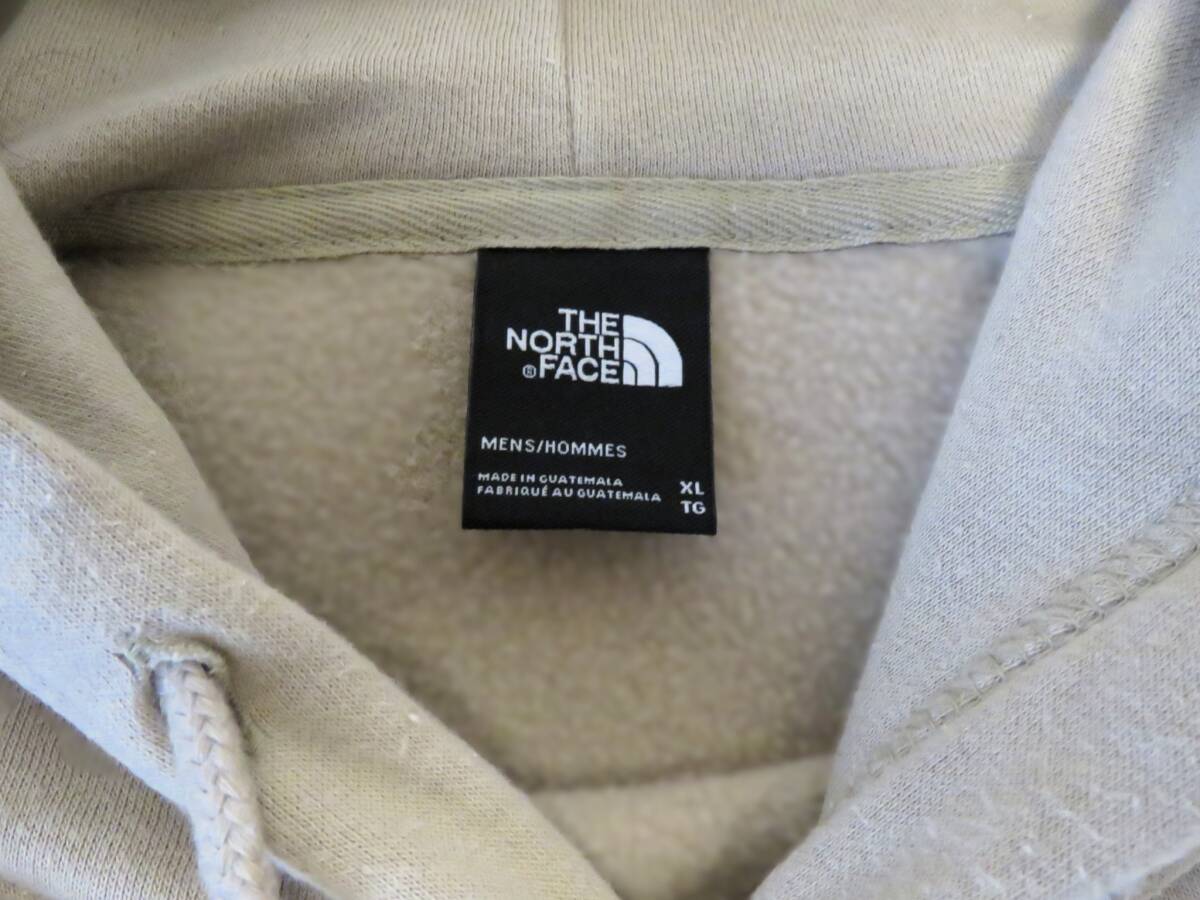 THE
NORTH
®FACE
MENS/HOMMES
MADE IN GUATEMALA
FABRIQUÉ AU GUATEMALA
XL
TG